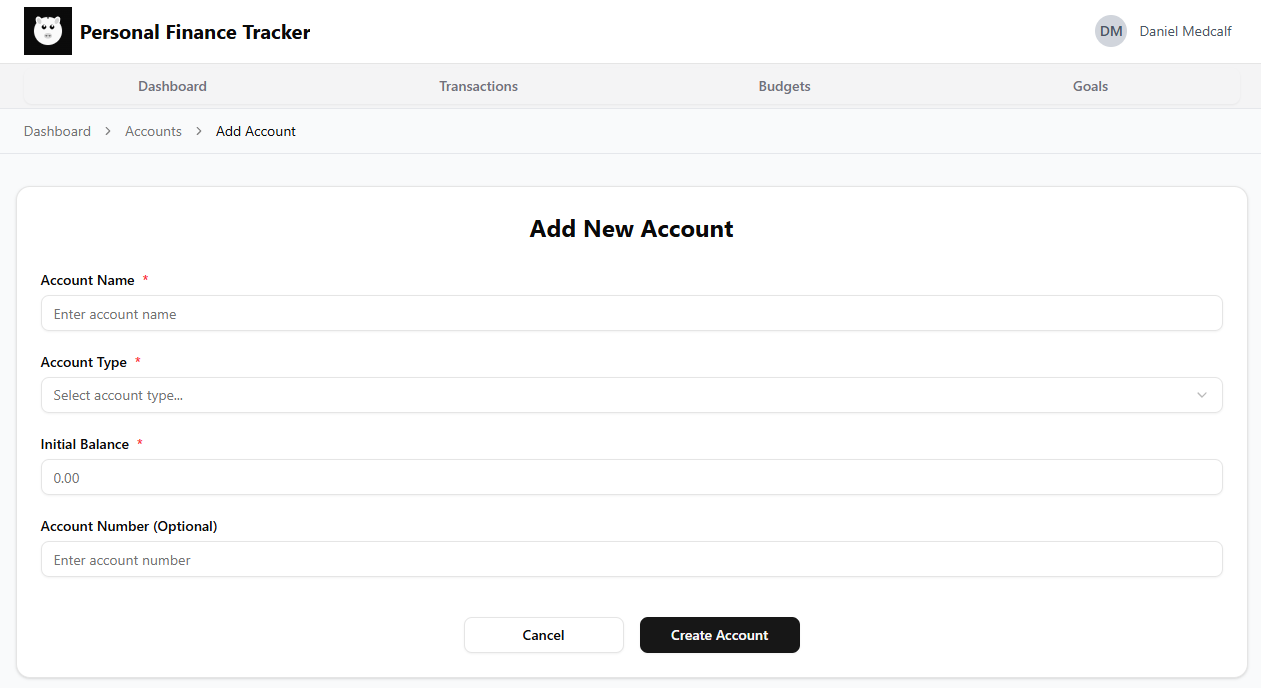 Personal Finance Tracker
DM Daniel Medcalf
Dashboard Transactions Budgets Goals
Dashboard > Accounts > Add Account
Add New Account
Account Name *
Enter account name
Account Type *
Select account type...
Initial Balance *
0.00
Account Number (Optional)
Enter account number
Cancel Create Account